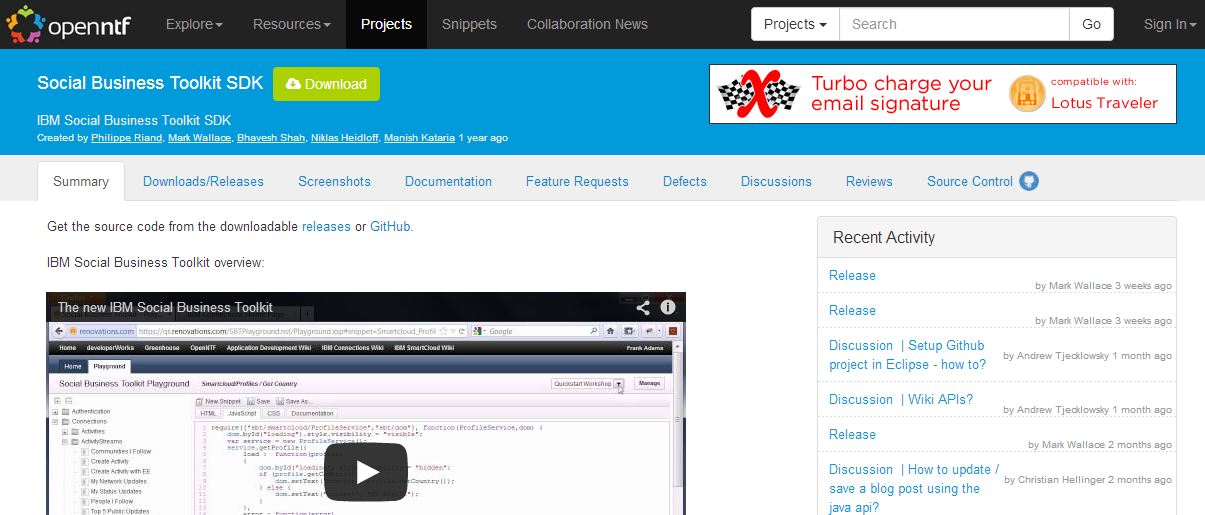 openntf
Explore
Resources
Projects
Snippets
Collaboration News
Projects
Search
Go
Sign In
Social Business Toolkit SDK
Download
IBM Social Business Toolkit SDK
Created by Philippe Riand, Mark Wallace, Bhavesh Shah, Niklas Heidloff, Manish Kataria 1 year ago
Turbo charge your
email signature
compatible with:
Lotus Traveler
Summary
Downloads/Releases
Screenshots
Documentation
Feature Requests
Defects
Discussions
Reviews
Source Control
Get the source code from the downloadable releases or GitHub.
IBM Social Business Toolkit overview:
The new IBM Social Business Toolkit
renovations.com
https://qs.renovations.com/SBTPlayground.nsf/Playground.xsp#snippet=Smartcloud_Profil
Google
Home developerWorks Greenhouse OpenNTF Application Development Wiki IBM Connections Wiki IBM SmartCloud Wiki
Frank Adams
Home
Playground
Social Business Toolkit Playground
Smartcloud/Profiles / Get Country
Quickstart Workshop
Manage
New Snippet Save Save As...
HTML JavaScript CSS Documentation
Authentication
Connections
Activities
ActivityStreams
Communities I Follow
Create Activity
Create Activity with EE
My Network Updates
My Status Updates
People I Follow
Top 5 Public Updates
1 require(["sbt/smartcloud/ProfileService","sbt/dom"], function(ProfileService,dom) {
2 dom.byId("loading").style.visibility = "visible";
3 var service = new ProfileService();
4 service.getProfile({
5 load : function(profile)
6 {
7 dom.byId("loading" = "hidden";
8 if (profile.getCountry
9 dom.setText( getCountry());
10 } else {
11 dom.setText(
12 }
13 },
14 error : function(error)
Recent Activity
Release
by Mark Wallace 3 weeks ago
Release
by Mark Wallace 3 weeks ago
Discussion | Setup Github
project in Eclipse - how to?
by Andrew Tjecklowsky 1 month ago
Discussion | Wiki APIs?
by Andrew Tjecklowsky 1 month ago
Release
by Mark Wallace 2 months ago
Discussion | How to update /
save a blog post using the
java api?
by Christian Hellinger 2 months ago